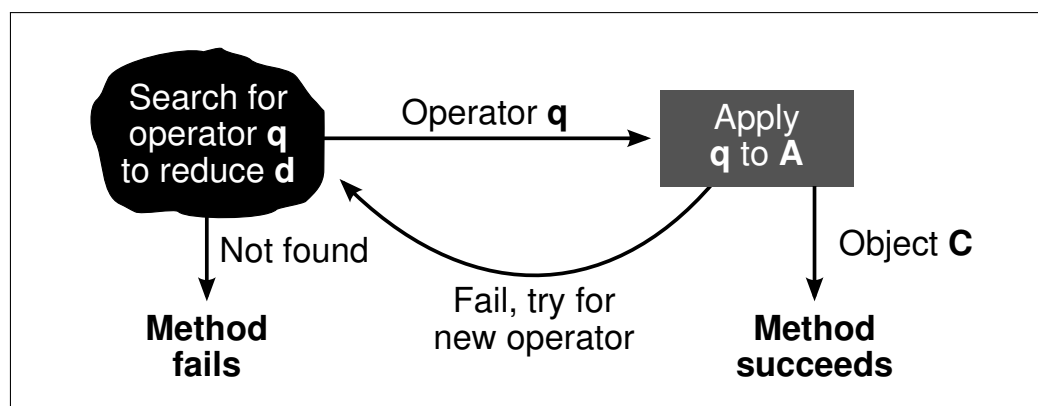 Search for
operator q
to reduce d
Operator q
Apply
q to A
Not found
Object C
Fail, try for
new operator
Method
fails
Method
succeeds